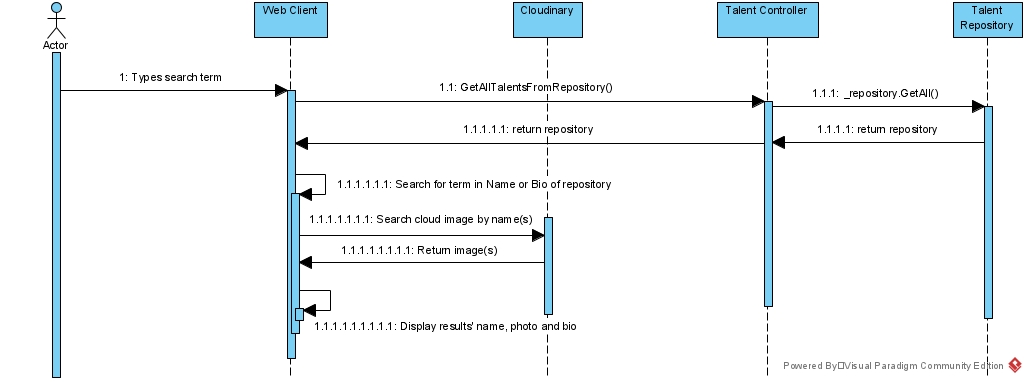 Web Client
Cloudinary
Talent Controller
Talent
Repository
Actor
1: Types search term
1.1: GetAllTalentsFromRepository()
1.1.1: _repository.GetAll()
1.1.1.1.1: return repository
1.1.1.1: return repository
1.1.1.1.1.1: Search for term in Name or Bio of repository
1.1.1.1.1.1.1: Search cloud image by name(s)
1.1.1.1.1.1.1.1: Return image(s)
1.1.1.1.1.1.1.1.1: Display results' name, photo and bio
Powered By Visual Paradigm Community Edition